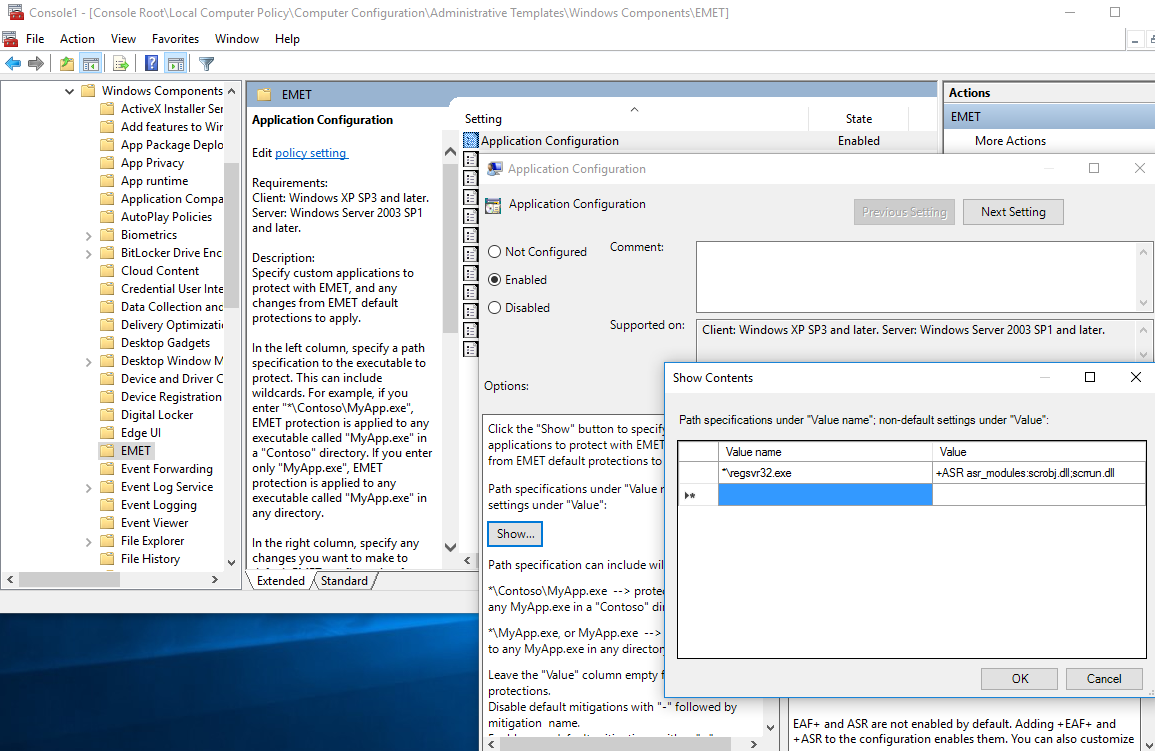 Console1 - [Console Root\Local Computer Policy\Computer Configuration\Administrative Templates\Windows Components\EMET]
File Action View Favorites Window Help
Windows Components
ActiveX Installer Ser
Add features to Wir
App Package Deplo
App Privacy
App runtime
Application Compa
AutoPlay Policies
Biometrics
BitLocker Drive Enc
Cloud Content
Credential User Inte
Data Collection and
Delivery Optimizati
Desktop Gadgets
Desktop Window M
Device and Driver C
Device Registration
Digital Locker
Edge UI
EMET
Event Forwarding
Event Log Service
Event Logging
Event Viewer
File Explorer
File History
EMET
Application Configuration
Edit policy setting
Requirements:
Client: Windows XP SP3 and later.
Server: Windows Server 2003 SP1
and later.
Description:
Specify custom applications to
protect with EMET, and any
changes from EMET default
protections to apply.
In the left column, specify a path
specification to the executable to
protect. This can include
wildcards. For example, if you
enter "*\Contoso\MyApp.exe",
EMET protection is applied to any
executable called "MyApp.exe" in
a "Contoso" directory. If you enter
only "MyApp.exe", EMET
protection is applied to any
executable called "MyApp.exe" in
any directory.
In the right column, specify any
changes you want to make to
Extended Standard
Setting State
Application Configuration Enabled
Actions
EMET
More Actions
Application Configuration
Application Configuration
Previous Setting Next Setting
Not Configured
Enabled
Disabled
Comment:
Supported on:
Client: Windows XP SP3 and later. Server: Windows Server 2003 SP1 and later.
Options:
Click the "Show" button to specify
applications to protect with EMET
from EMET default protections to
Path specifications under "Value n
settings under "Value":
Show...
Path specification can include wil
*\Contoso\MyApp.exe --> prote
any MyApp.exe in a "Contoso" di
*\MyApp.exe, or MyApp.exe -->
to any MyApp.exe in any directory
Leave the "Value" column empty f
protections.
Disable default mitigations with "-" followed by
mitigation name.
Show Contents
Path specifications under "Value name"; non-default settings under "Value":
Value name Value
*\regsvr32.exe +ASR asr_modules:scrobj.dll;scrrun.dll
OK Cancel
EAF+ and ASR are not enabled by default. Adding +EAF+ and
+ASR to the configuration enables them. You can also customize